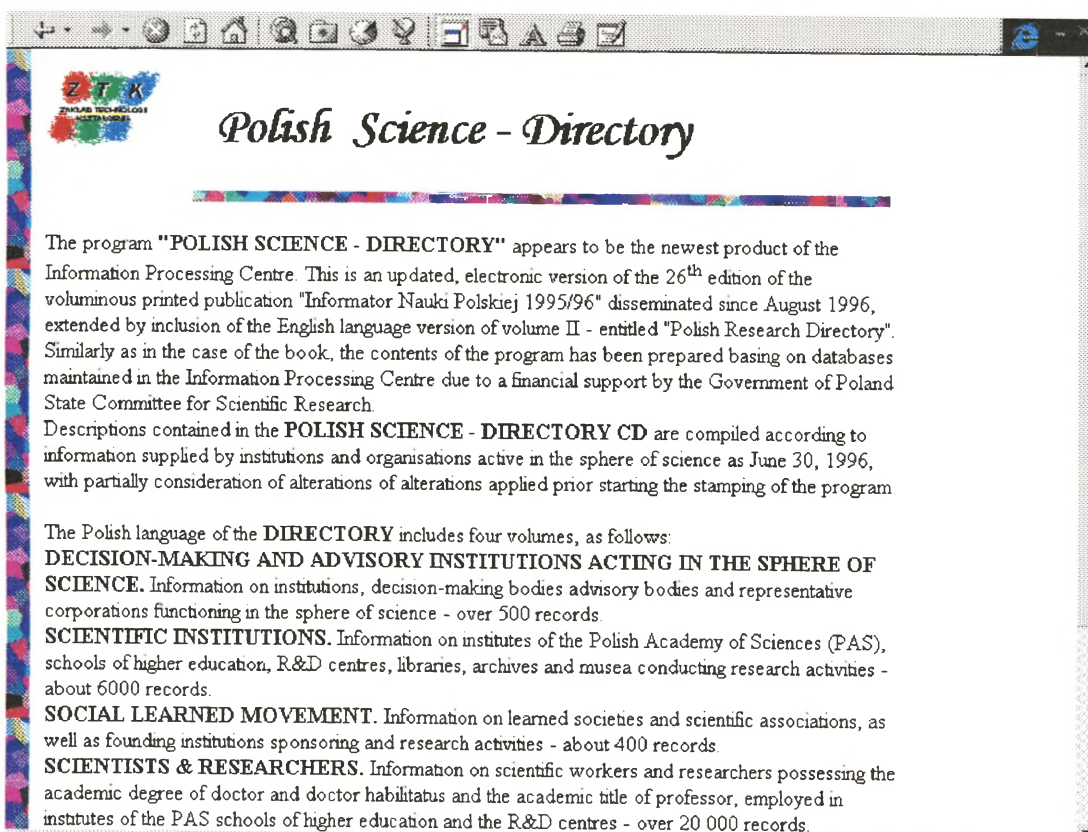 Z T K
ZAKŁAD TECHNOLOGII
KSZTAŁCENIA
Polish Science - Directory
The program "POLISH SCIENCE - DIRECTORY" appears to be the newest product of the
Information Processing Centre. This is an updated, electronic version of the 26th edition of the
voluminous printed publication "Informator Nauki Polskiej 1995/96" disseminated since August 1996,
extended by inclusion of the English language version of volume II - entitled "Polish Research Directory".
Similarly as in the case of the book, the contents of the program has been prepared basing on databases
maintained in the Information Processing Centre due to a financial support by the Government of Poland
State Committee for Scientific Research.
Descriptions contained in the POLISH SCIENCE - DIRECTORY CD are compiled according to
information supplied by institutions and organisations active in the sphere of science as June 30, 1996,
with partially consideration of alterations of alterations applied prior starting the stamping of the program
The Polish language of the DIRECTORY includes four volumes, as follows:
DECISION-MAKING AND ADVISORY INSTITUTIONS ACTING IN THE SPHERE OF
SCIENCE. Information on institutions, decision-making bodies advisory bodies and representative
corporations functioning in the sphere of science - over 500 records.
SCIENTIFIC INSTITUTIONS. Information on institutes of the Polish Academy of Sciences (PAS),
schools of higher education, R&D centres, libraries, archives and musea conducting research activities -
about 6000 records.
SOCIAL LEARNED MOVEMENT. Information on learned societies and scientific associations, as
well as founding institutions sponsoring and research activities - about 400 records.
SCIENTISTS & RESEARCHERS. Information on scientific workers and researchers possessing the
academic degree of doctor and doctor habilitatus and the academic title of professor, employed in
institutes of the PAS schools of higher education and the R&D centres - over 20 000 records.